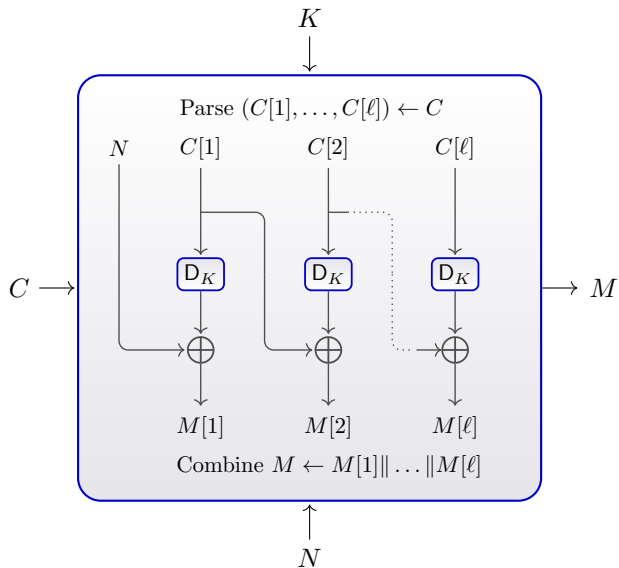 K
Parse (C[1], . . . , C[ℓ]) ← C
N C[1] C[2] C[ℓ]
D_K D_K D_K
C M
M[1] M[2] M[ℓ]
Combine M ← M[1]‖ . . . ‖M[ℓ]
N